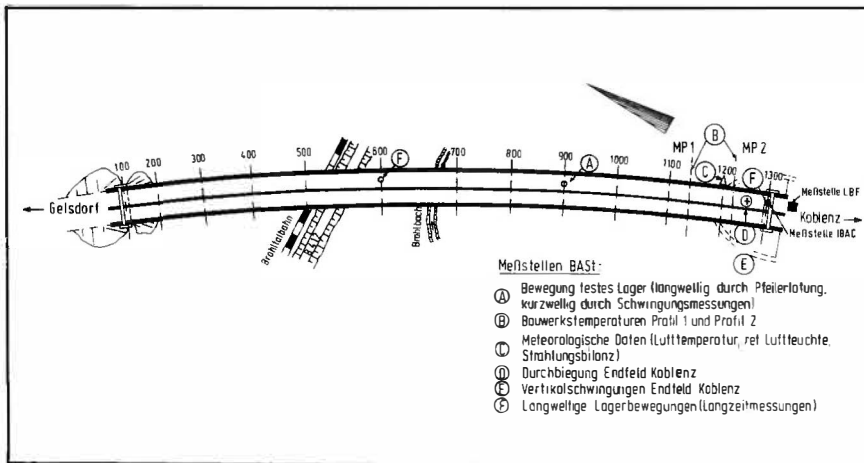 MP 1
B
MP 2
F
A
C
F
100
200
300
400
500
600
700
800
900
1000
1100
1200
1300
Meßstelle LBF
Gelsdorf
Koblenz
Meßstelle IBAC
Brohltalbahn
B 412
Brohlbach
D
E
Meßstellen BASt:
A Bewegung festes Lager (langwellig durch Pfeilerlotung,
kurzwellig durch Schwingungsmessungen)
B Bauwerkstemperaturen Profil 1 und Profil 2
C Meteorologische Daten (Lufttemperatur, rel Luftfeuchte,
Strahlungsbilanz)
D Durchbiegung Endfeld Koblenz
E Vertikalschwingungen Endfeld Koblenz
F Langwellige Lagerbewegungen (Langzeitmessungen)